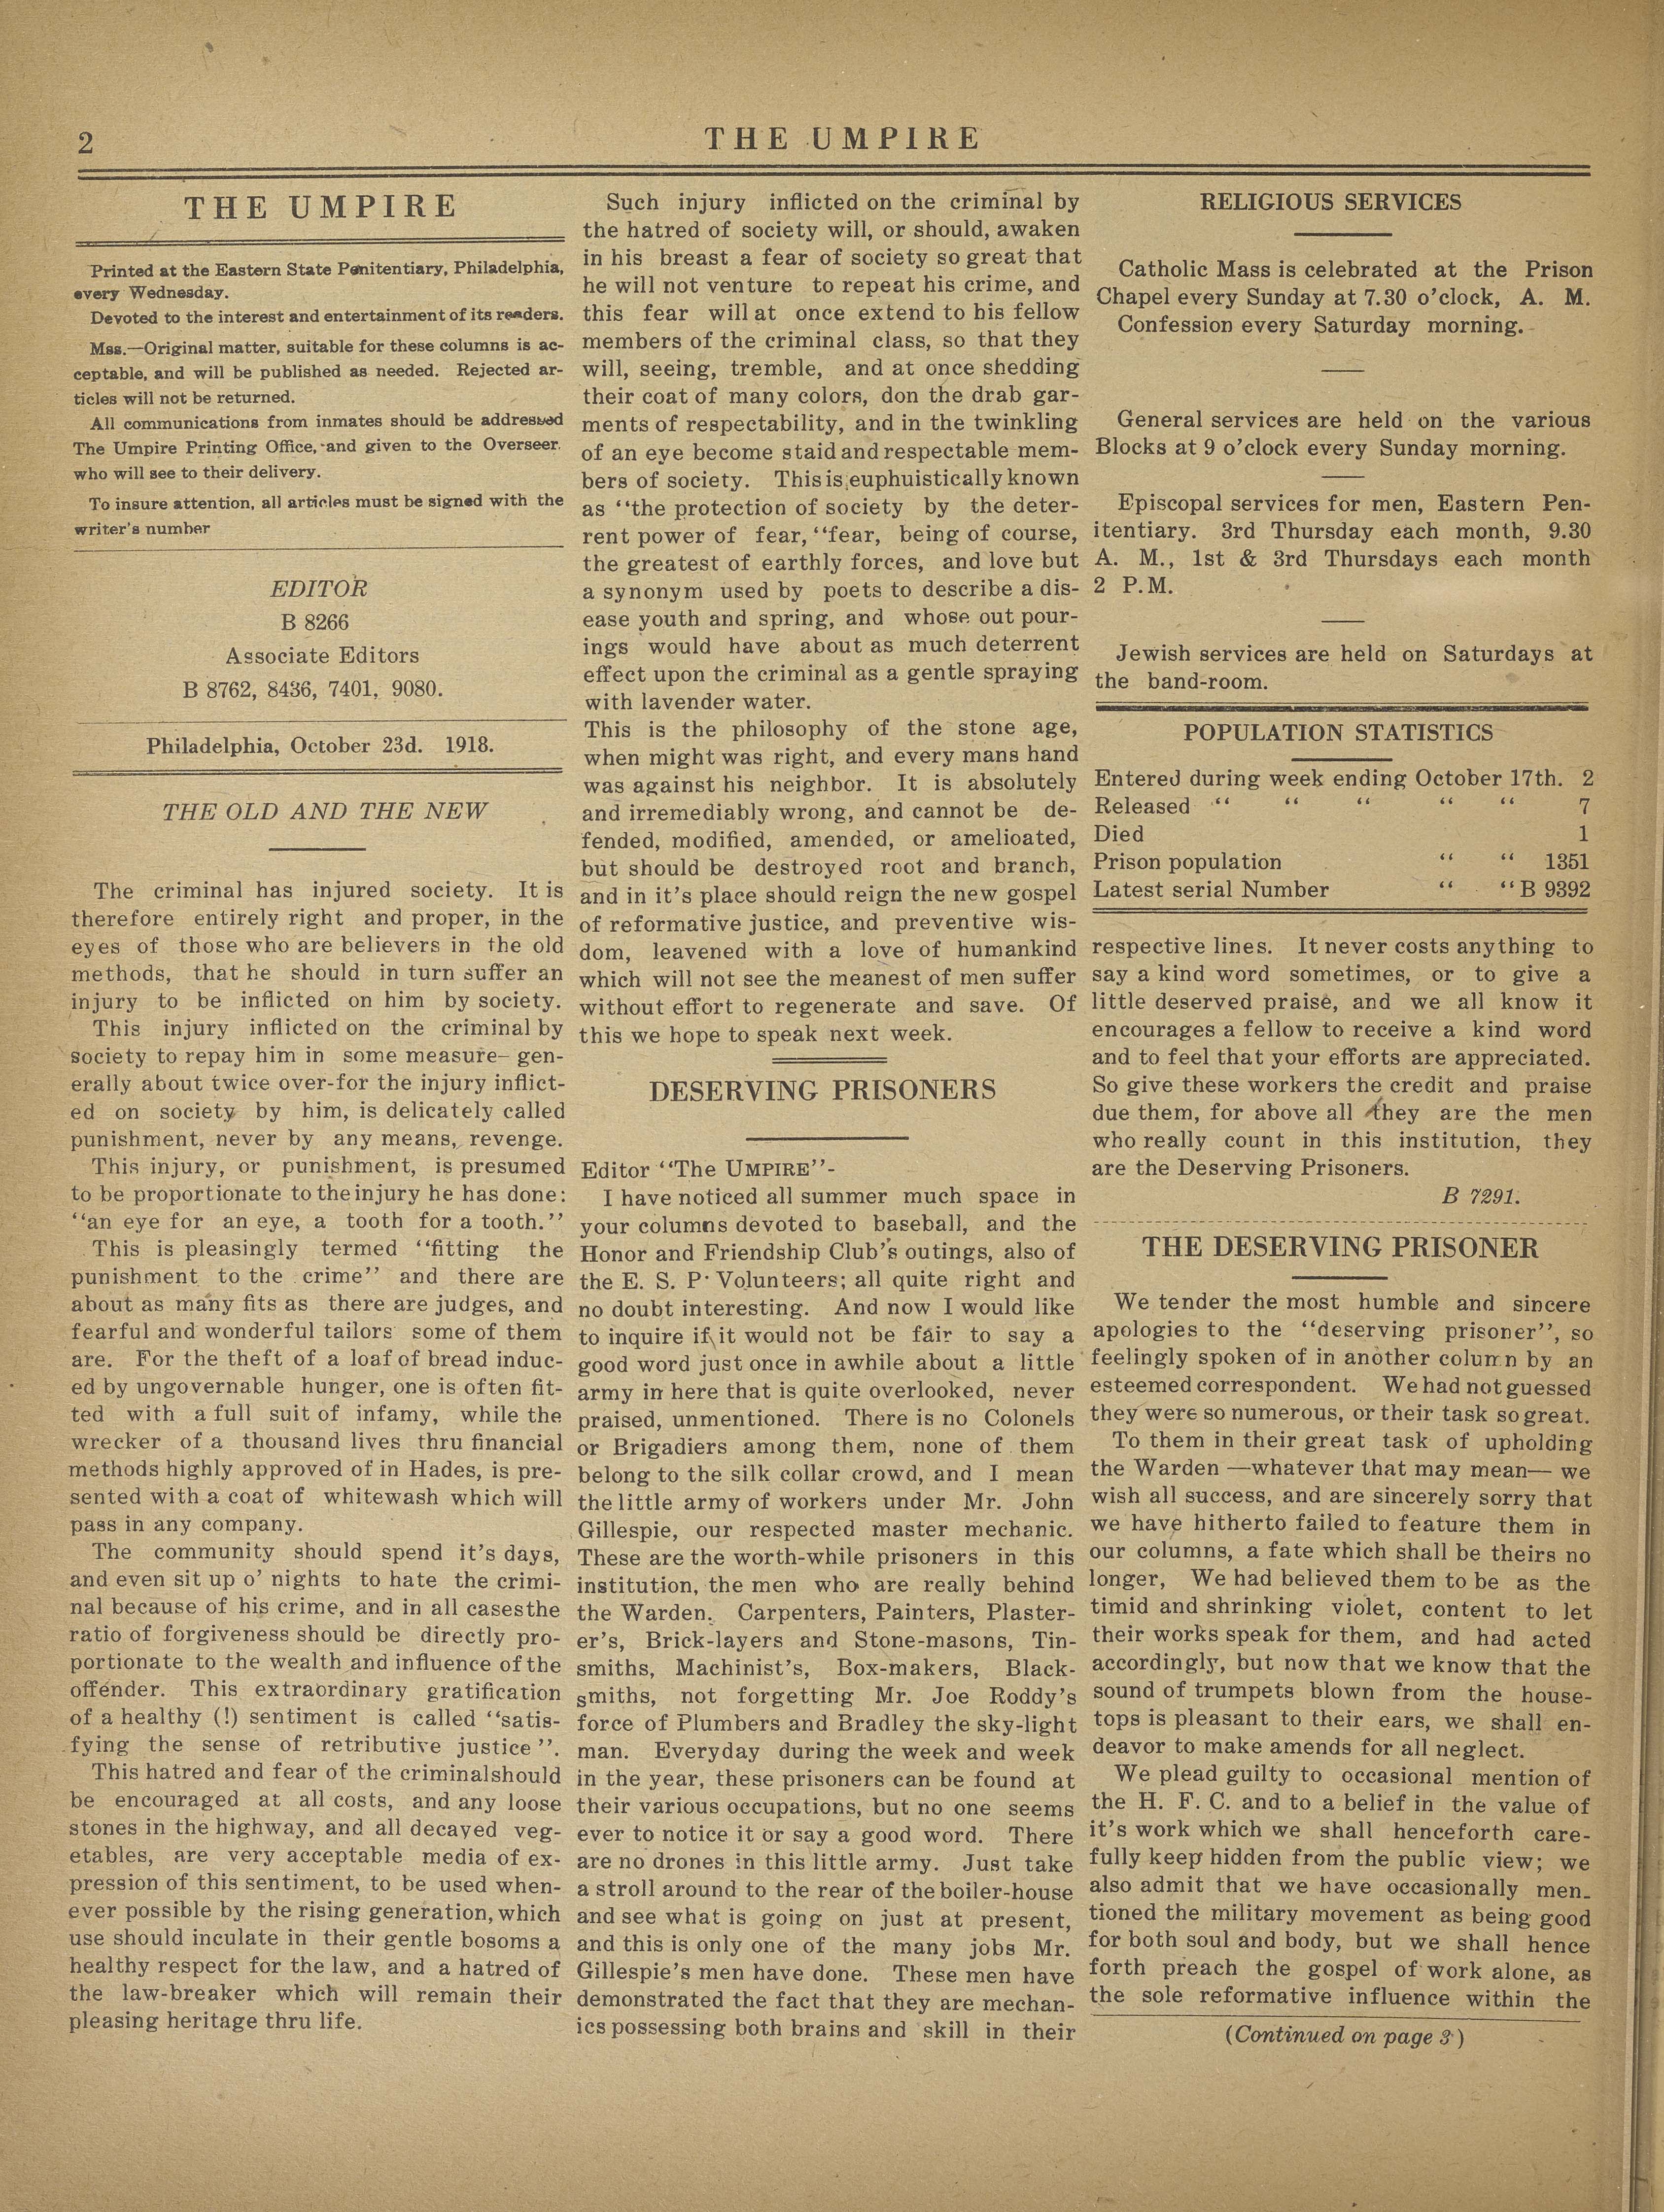 2
THE UMPIRE
THE UMPIRE
Printed at the Eastern State Penitentiary, Philadelphia,
every Wednesday.
Devoted to the interest and entertainment of its readers.
Mss.—Original matter, suitable for these columns is ac-
ceptable, and will be published as needed. Rejected ar-
ticles will not be returned.
All communications from inmates should be addressed
The Umpire Printing Office, and given to the Overseer.
who will see to their delivery.
To insure attention, all articles must be signed with the
writer's number
EDITOR
B 8266
Associate Editors
B 8762, 8436, 7401, 9080.
Philadelphia, October 23d. 1918.
THE OLD AND THE NEW
The criminal has injured society. It is
therefore entirely right and proper, in the
eyes of those who are believers in the old
methods, that he should in turn suffer an
injury to be inflicted on him by society.
This injury inflicted on the criminal by
society to repay him in some measure— gen-
erally about twice over-for the injury inflict-
ed on society by him, is delicately called
punishment, never by any means, revenge.
This injury, or punishment, is presumed
to be proportionate to the injury he has done:
"an eye for an eye, a tooth for a tooth."
This is pleasingly termed "fitting the
punishment to the crime" and there are
about as many fits as there are judges, and
fearful and wonderful tailors some of them
are. For the theft of a loaf of bread induc-
ed by ungovernable hunger, one is often fit-
ted with a full suit of infamy, while the
wrecker of a thousand lives thru financial
methods highly approved of in Hades, is pre-
sented with a coat of whitewash which will
pass in any company.
The community should spend it's days,
and even sit up o' nights to hate the crimi-
nal because of his crime, and in all casesthe
ratio of forgiveness should be directly pro-
portionate to the wealth and influence of the
offender. This extraordinary gratification
of a healthy (!) sentiment is called "satis-
fying the sense of retributive justice".
This hatred and fear of the criminalshould
be encouraged at all costs, and any loose
stones in the highway, and all decayed veg-
etables, are very acceptable media of ex-
pression of this sentiment, to be used when-
ever possible by the rising generation, which
use should inculate in their gentle bosoms a
healthy respect for the law, and a hatred of
the law-breaker which will remain their
pleasing heritage thru life.
Such injury inflicted on the criminal by
the hatred of society will, or should, awaken
in his breast a fear of society so great that
he will not venture to repeat his crime, and
this fear will at once extend to his fellow
members of the criminal class, so that they
will, seeing, tremble, and at once shedding
their coat of many colors, don the drab gar-
ments of respectability, and in the twinkling
of an eye become staid and respectable mem-
bers of society. This is euphuistically known
as "the protection of society by the deter-
rent power of fear, "fear, being of course,
the greatest of earthly forces, and love but
a synonym used by poets to describe a dis-
ease youth and spring, and whose out pour-
ings would have about as much deterrent
effect upon the criminal as a gentle spraying
with lavender water.
This is the philosophy of the stone age,
when might was right, and every mans hand
was against his neighbor. It is absolutely
and irremediably wrong, and cannot be de-
fended, modified, amended, or amelioated,
but should be destroyed root and branch,
and in it's place should reign the new gospel
of reformative justice, and preventive wis-
dom, leavened with a love of humankind
which will not see the meanest of men suffer
without effort to regenerate and save. Of
this we hope to speak next week.
DESERVING PRISONERS
Editor "The UMPIRE"-
I have noticed all summer much space in
your columns devoted to baseball, and the
Honor and Friendship Club's outings, also of
the E. S. P. Volunteers; all quite right and
no doubt interesting. And now I would like
to inquire if it would not be fair to say a
good word just once in awhile about a little
army in here that is quite overlooked, never
praised, unmentioned. There is no Colonels
or Brigadiers among them, none of them
belong to the silk collar crowd, and I mean
the little army of workers under Mr. John
Gillespie, our respected master mechanic.
These are the worth-while prisoners in this
institution, the men who are really behind
the Warden. Carpenters, Painters, Plaster-
er's, Brick-layers and Stone-masons, Tin-
smiths, Machinist's, Box-makers, Black-
smiths, not forgetting Mr. Joe Roddy's
force of Plumbers and Bradley the sky-light
man. Everyday during the week and week
in the year, these prisoners can be found at
their various occupations, but no one seems
ever to notice it or say a good word. There
are no drones in this little army. Just take
a stroll around to the rear of the boiler-house
and see what is going on just at present,
and this is only one of the many jobs Mr.
Gillespie's men have done. These men have
demonstrated the fact that they are mechan-
ics possessing both brains and skill in their
RELIGIOUS SERVICES
Catholic Mass is celebrated at the Prison
Chapel every Sunday at 7.30 o'clock, A. M.
Confession every Saturday morning.
General services are held on the various
Blocks at 9 o'clock every Sunday morning.
Episcopal services for men, Eastern Pen-
itentiary. 3rd Thursday each month, 9.30
A. M., 1st & 3rd Thursdays each month
2 P.M.
Jewish services are held on Saturdays at
the band-room.
POPULATION STATISTICS
Entered during week ending October 17th. 2
Released " " " " " 7
Died 1
Prison population " " 1351
Latest serial Number " " B 9392
respective lines. It never costs anything to
say a kind word sometimes, or to give a
little deserved praise, and we all know it
encourages a fellow to receive a kind word
and to feel that your efforts are appreciated.
So give these workers the credit and praise
due them, for above all they are the men
who really count in this institution, they
are the Deserving Prisoners.
B 7291.
THE DESERVING PRISONER
We tender the most humble and sincere
apologies to the "deserving prisoner", so
feelingly spoken of in another column by an
esteemed correspondent. We had not guessed
they were so numerous, or their task so great.
To them in their great task of upholding
the Warden —whatever that may mean— we
wish all success, and are sincerely sorry that
we have hitherto failed to feature them in
our columns, a fate which shall be theirs no
longer, We had believed them to be as the
timid and shrinking violet, content to let
their works speak for them, and had acted
accordingly, but now that we know that the
sound of trumpets blown from the house-
tops is pleasant to their ears, we shall en-
deavor to make amends for all neglect.
We plead guilty to occasional mention of
the H. F. C. and to a belief in the value of
it's work which we shall henceforth care-
fully keep hidden from the public view; we
also admit that we have occasionally men-
tioned the military movement as being good
for both soul and body, but we shall hence
forth preach the gospel of work alone, as
the sole reformative influence within the
(Continued on page 3)